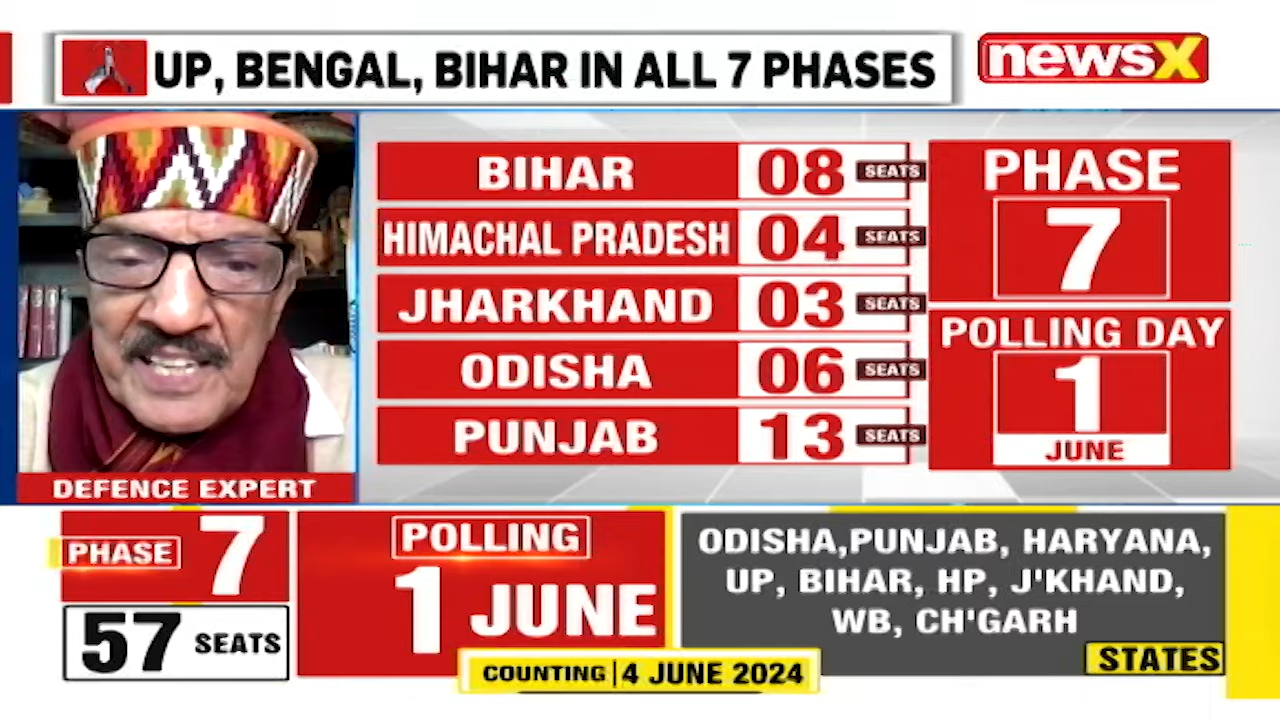 UP, BENGAL, BIHAR IN ALL 7 PHASES
newsX
BIHAR 08 SEATS
HIMACHAL PRADESH 04 SEATS
JHARKHAND 03 SEATS
ODISHA 06 SEATS
PUNJAB 13 SEATS
PHASE
7
POLLING DAY
1
JUNE
DEFENCE EXPERT
PHASE 7
57 SEATS
POLLING
1 JUNE
COUNTING | 4 JUNE 2024
ODISHA,PUNJAB, HARYANA,
UP, BIHAR, HP, J'KHAND,
WB, CH'GARH
STATES